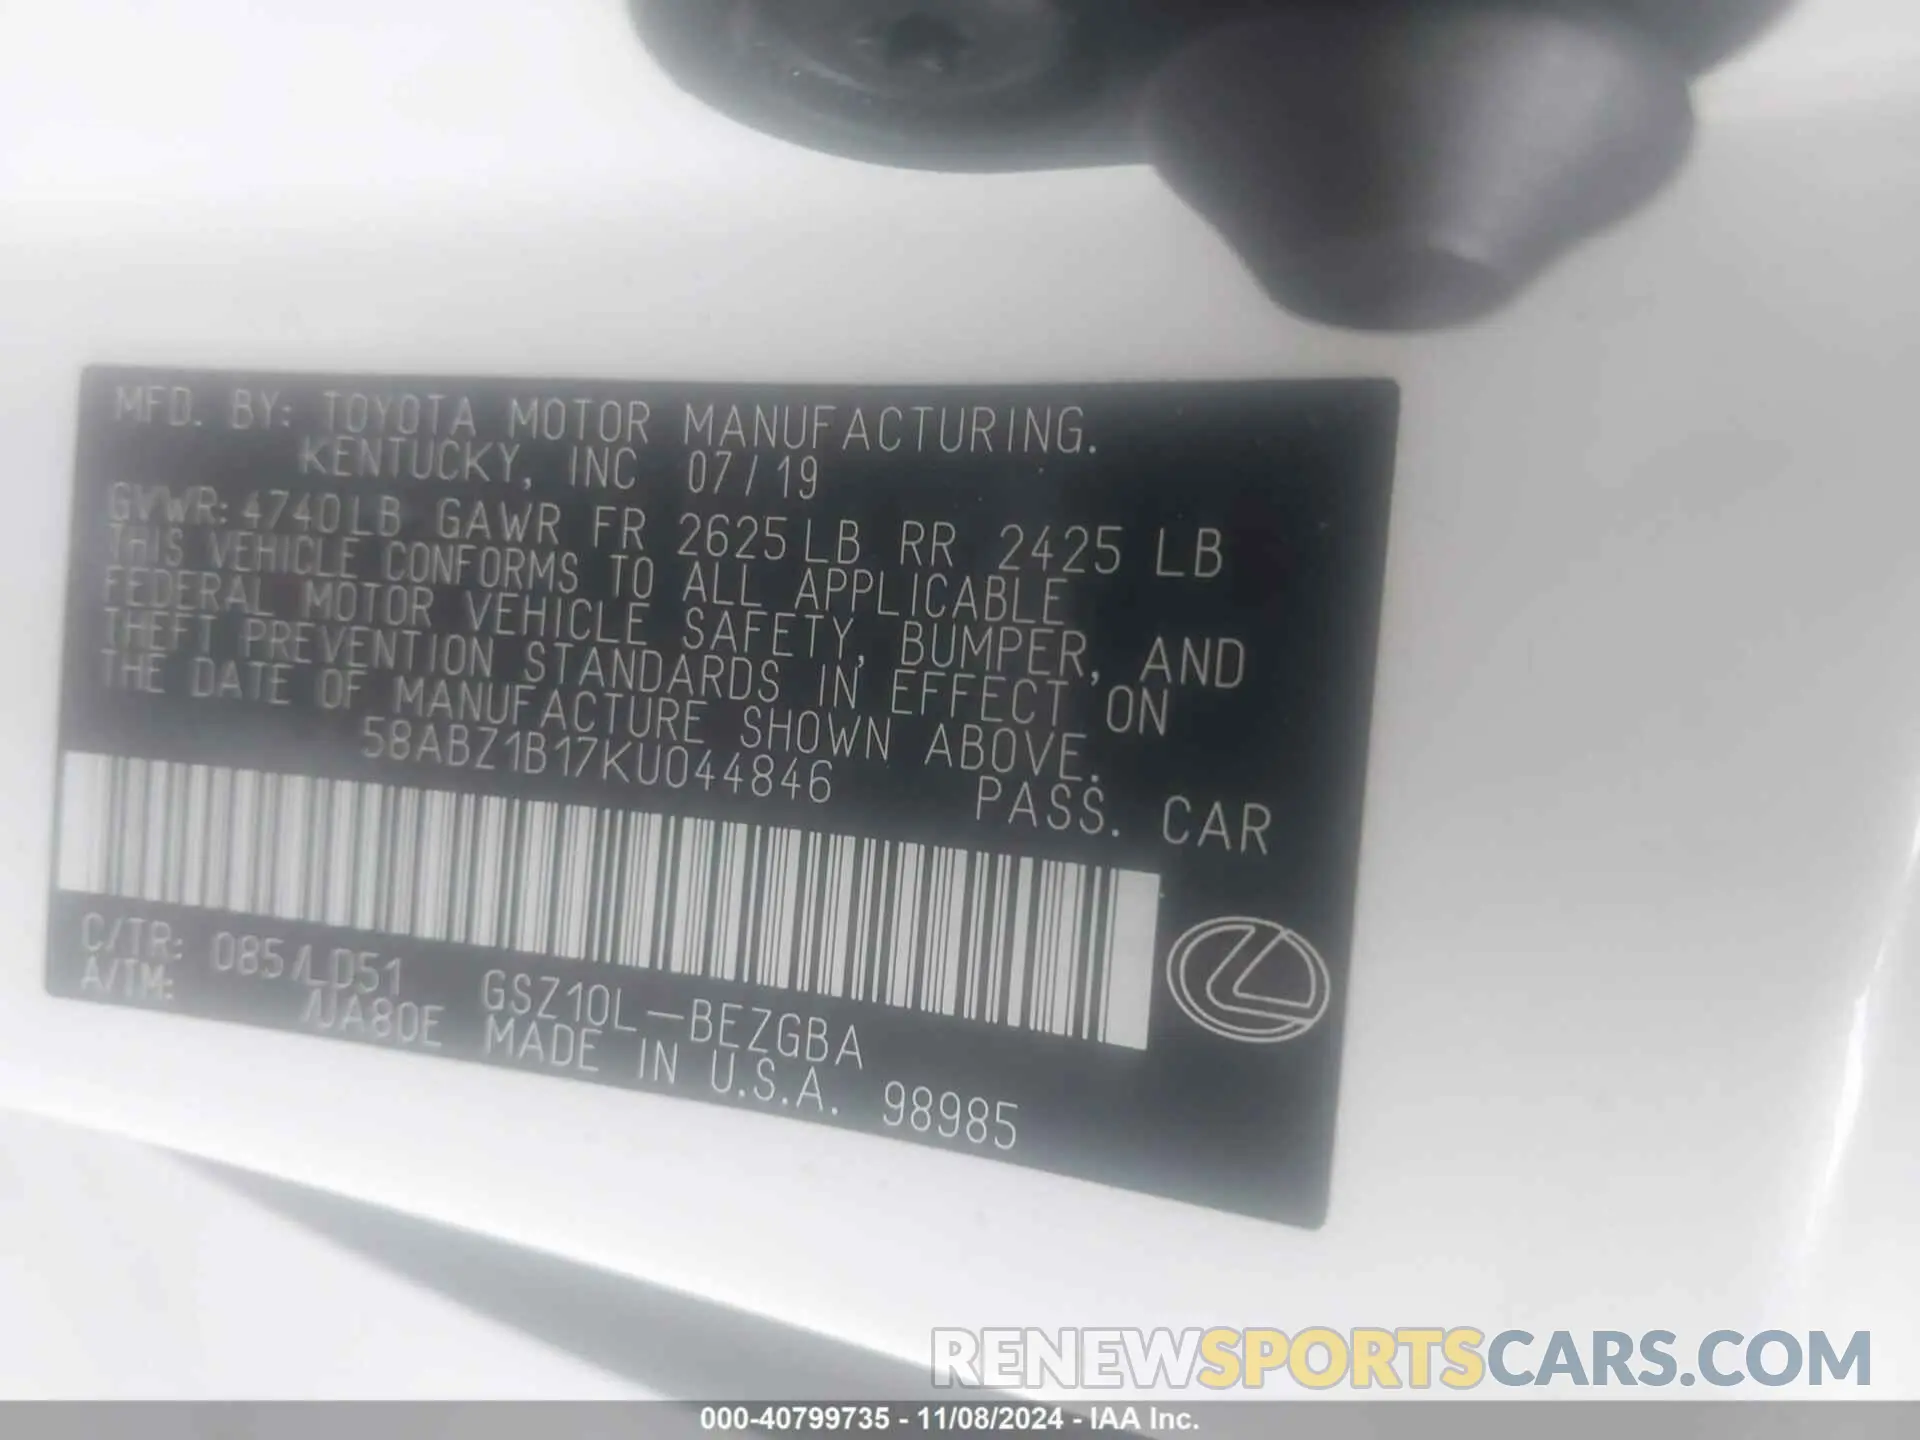 MFD. BY: TOYOTA MOTOR MANUFACTURING.
KENTUCKY, INC 07/19
GVWR: 4740LB GAWR FR 2625LB RR 2425 LB
THIS VEHICLE CONFORMS TO ALL APPLICABLE
FEDERAL MOTOR VEHICLE SAFETY, BUMPER, AND
THEFT PREVENTION STANDARDS IN EFFECT ON
THE DATE OF MANUFACTURE SHOWN ABOVE.
58ABZ1B17KU044846 PASS. CAR
C/TR: 085/LD51 GSZ10L-BEZGBA
A/TM: /UA80E MADE IN U.S.A. 98985
RENEWSPORTSCARS.COM
000-40799735 - 11/08/2024 - IAA Inc.